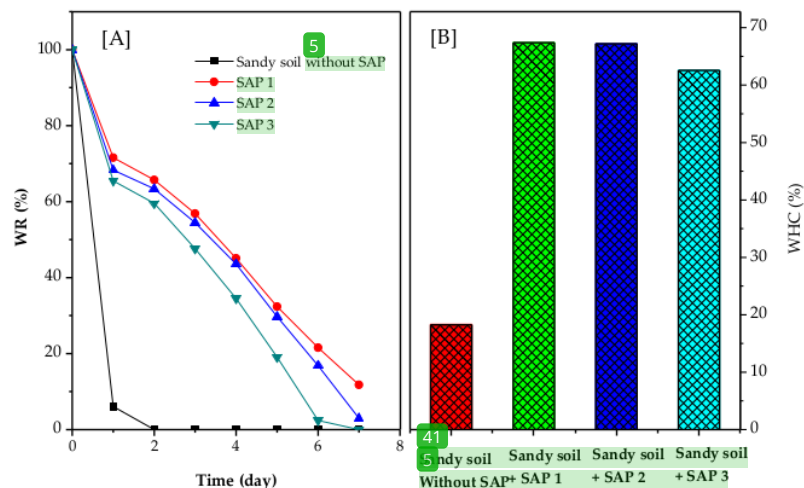 [A]
5
Sandy soil without SAP
SAP 1
SAP 2
SAP 3
100
80
60
40
20
0
WR (%)
0 2 4 6 8
Time (day)
[B]
70
60
50
40
30
20
10
0
WHC (%)
41
5
Sandy soil Sandy soil Sandy soil Sandy soil
Without SAP + SAP 1 + SAP 2 + SAP 3